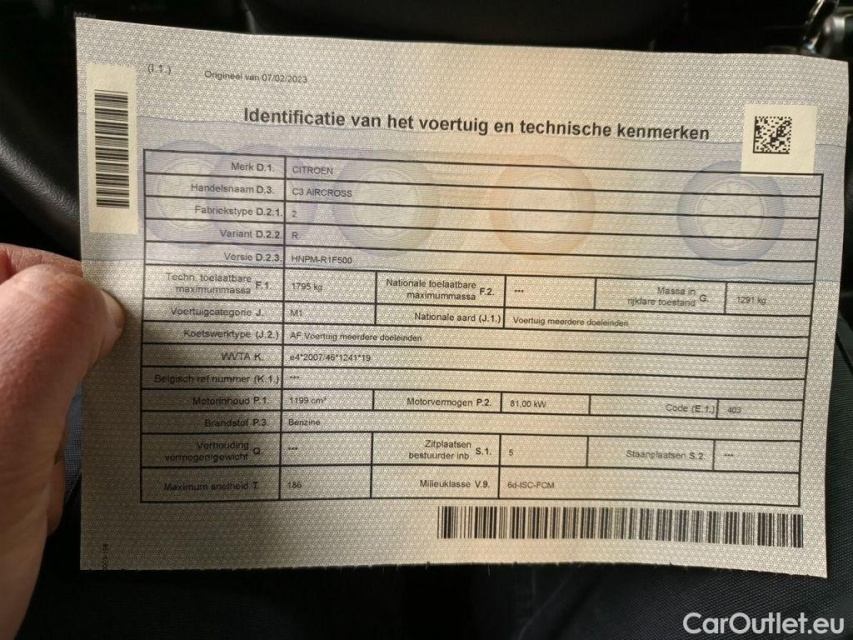 (I.1.)
Origineel van 07/02/2023
Identificatie van het voertuig en technische kenmerken
Merk D.1. CITROEN
Handelsnaam D.3. C3 AIRCROSS
Fabriekstype D.2.1. 2
Variant D.2.2. R
Versie D.2.3. HNPM-R1F500
Techn. toelaatbare maximummassa F.1. 1795 kg Nationale toelaatbare maximummassa F.2. --- Massa in rijklare toestand G. 1291 kg
Voertuigcategorie J. M1 Nationale aard (J.1.) Voertuig meerdere doeleinden
Koetswerktype (J.2.) AF Voertuig meerdere doeleinden
WVTA K. e4*2007/46*1241*19
Belgisch ref nummer (K.1.) ---
Motorinhoud P.1. 1199 cm³ Motorvermogen P.2. 81,00 kW Code (E.1.) 403
Brandstof P.3. Benzine
Verhouding vermogen/gewicht Q. --- Zitplaatsen bestuurder inb. S.1. 5 Staanplaatsen S.2. ---
Maximum snelheid T. 186 Milieuklasse V.9. 6d-ISC-FCM
CarOutlet.eu